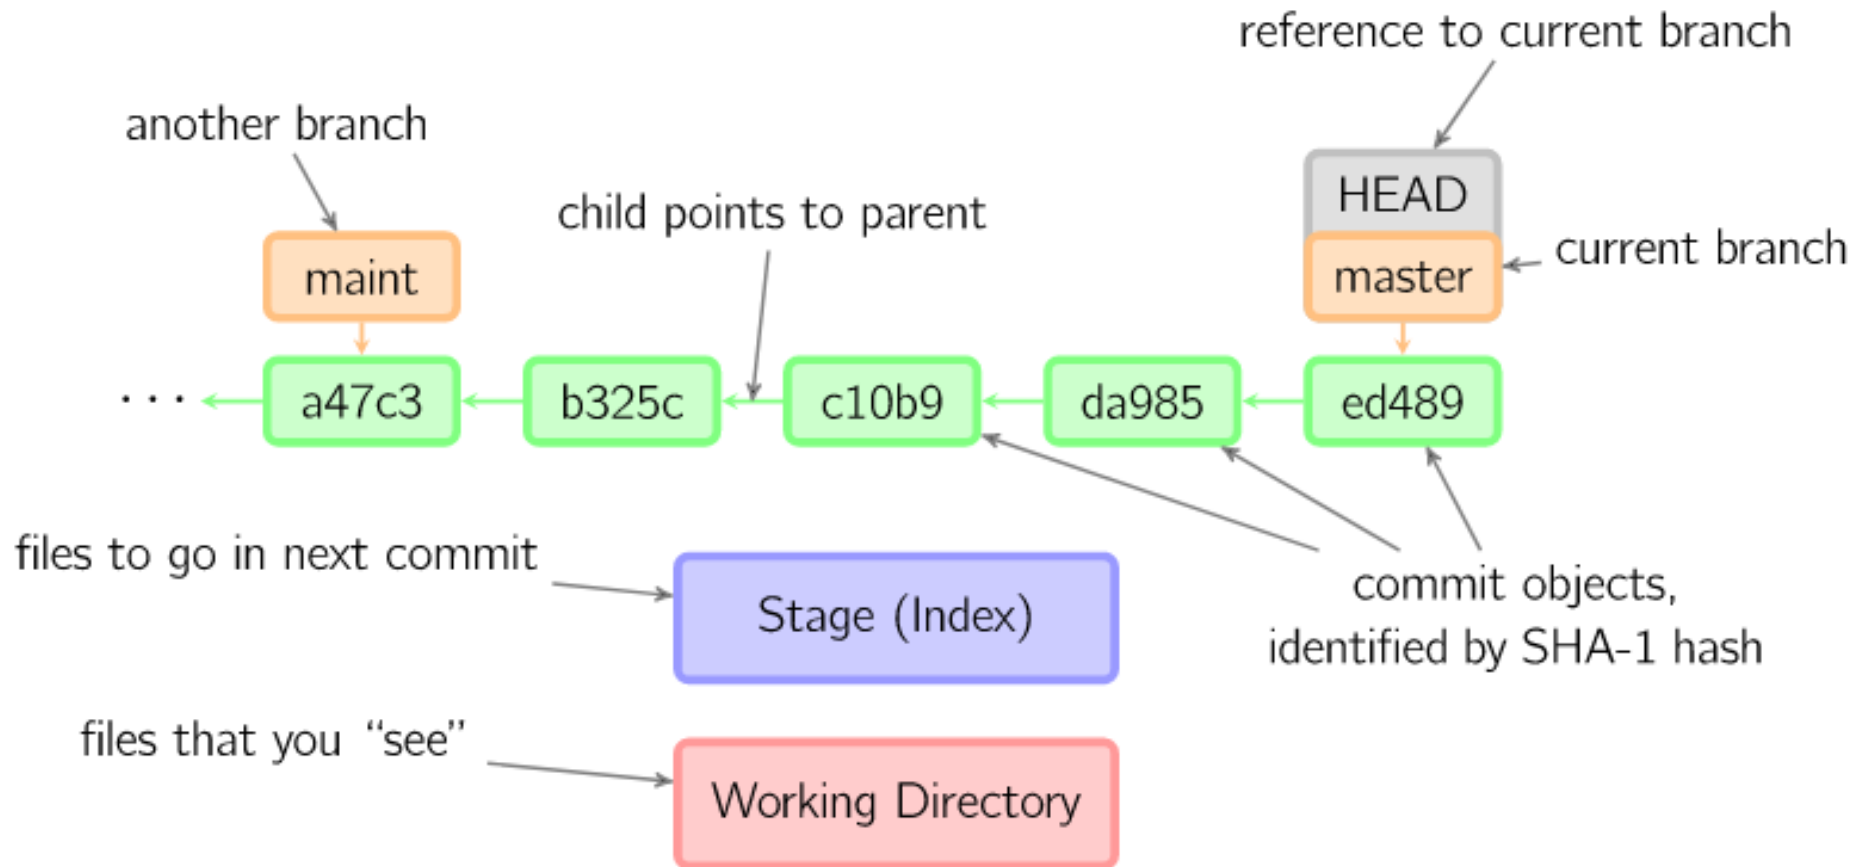 reference to current branch
another branch
HEAD
child points to parent
current branch
maint
master
· · ·
a47c3
b325c
c10b9
da985
ed489
files to go in next commit
Stage (Index)
commit objects,
identified by SHA-1 hash
files that you “see”
Working Directory